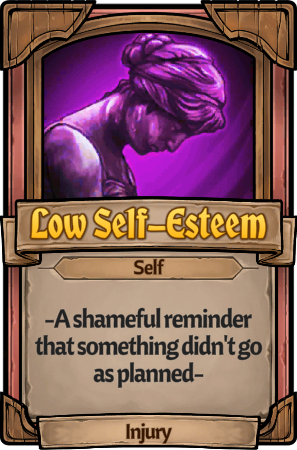 Low Self-Esteem
Self
-A shameful reminder
that something didn't go
as planned-
Injury